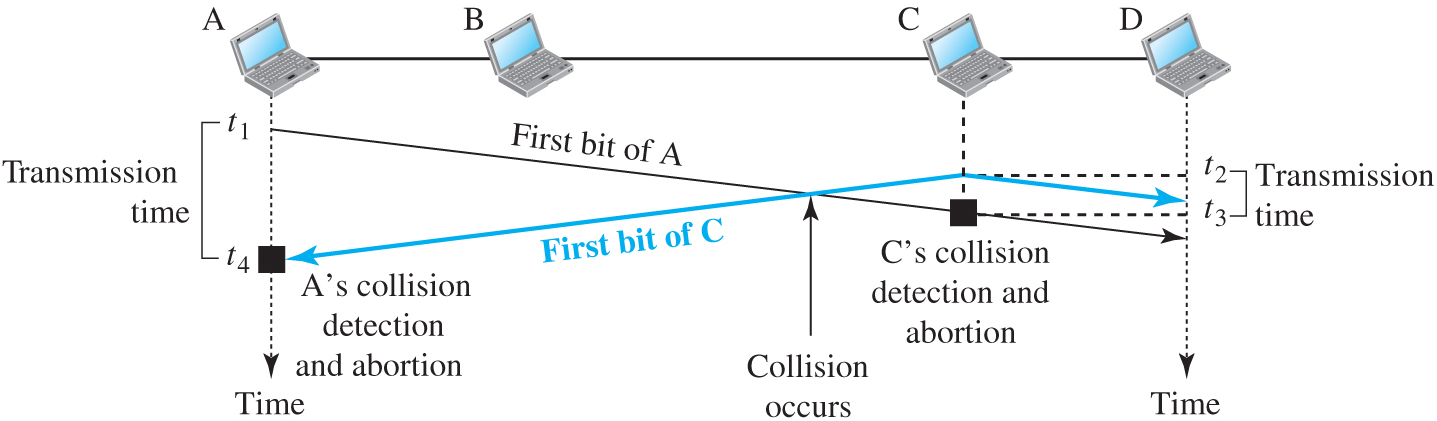 A
B
C
D
t1
First bit of A
Transmission
time
t2
Transmission
t3
time
First bit of C
t4
C’s collision
detection and
abortion
A’s collision
detection
and abortion
Collision
occurs
Time
Time